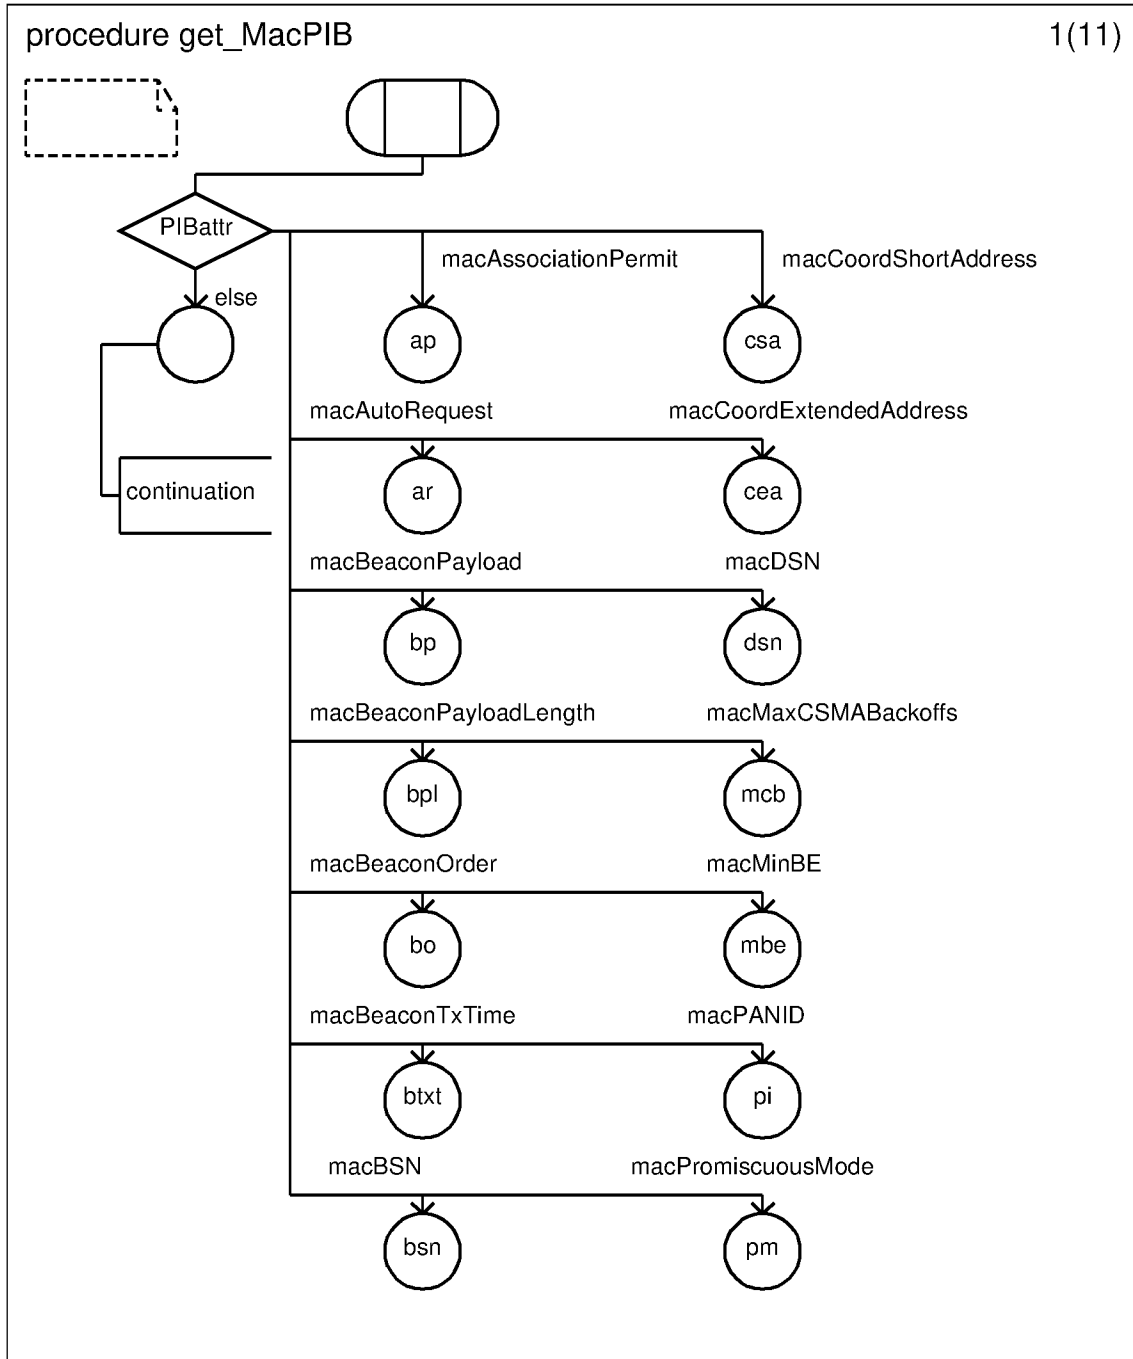 procedure get_MacPIB 1(11)
PIBattr
macAssociationPermit macCoordShortAddress
else
ap csa
macAutoRequest macCoordExtendedAddress
continuation ar cea
macBeaconPayload macDSN
bp dsn
macBeaconPayloadLength macMaxCSMABackoffs
bpl mcb
macBeaconOrder macMinBE
bo mbe
macBeaconTxTime macPANID
btxt pi
macBSN macPromiscuousMode
bsn pm